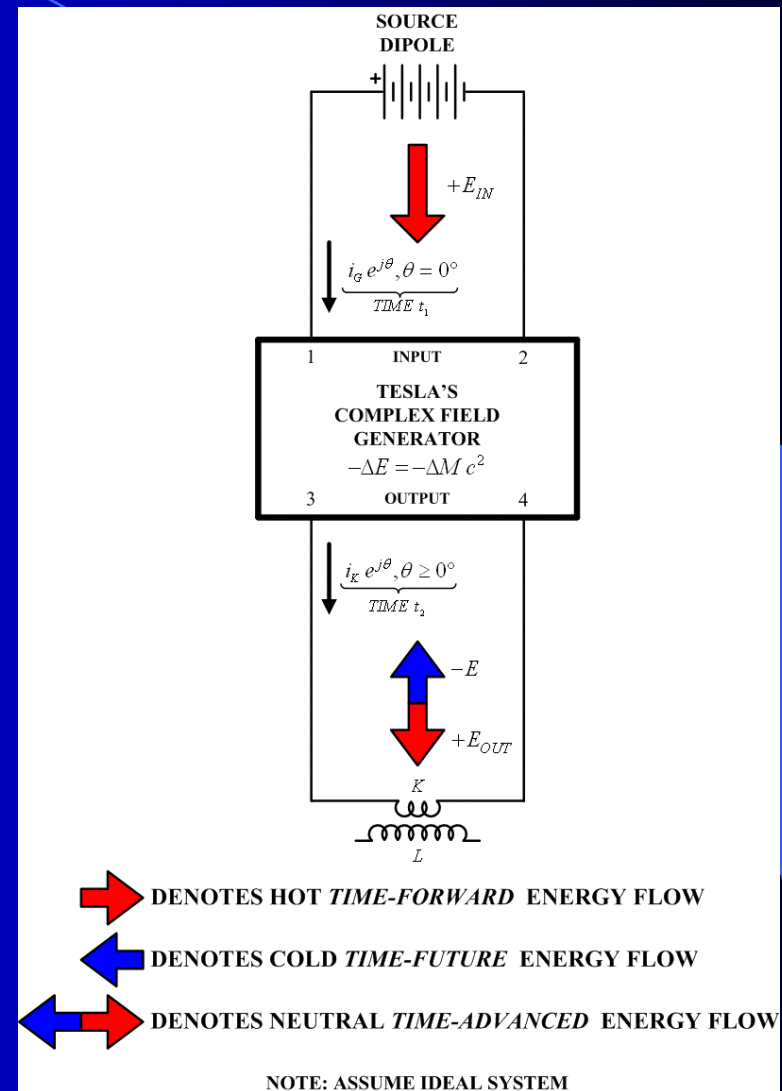 SOURCE
DIPOLE
+
+E_IN
i_G e^{jθ}, θ = 0°
TIME t_1
1 INPUT 2
TESLA'S
COMPLEX FIELD
GENERATOR
−ΔE = −ΔM c²
3 OUTPUT 4
i_K e^{jθ}, θ ≥ 0°
TIME t_2
−E
+E_OUT
K
L
DENOTES HOT TIME-FORWARD ENERGY FLOW
DENOTES COLD TIME-FUTURE ENERGY FLOW
DENOTES NEUTRAL TIME-ADVANCED ENERGY FLOW
NOTE: ASSUME IDEAL SYSTEM